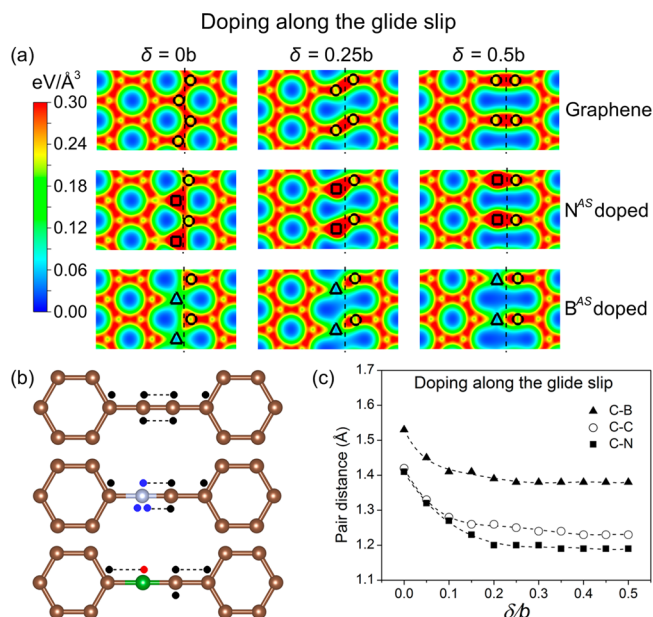 Doping along the glide slip
(a)
δ = 0b
δ = 0.25b
δ = 0.5b
eV/Å³
0.30
0.24
0.18
0.12
0.06
0.00
Graphene
N^AS doped
B^AS doped
(b)
(c)
Doping along the glide slip
C-B
C-C
C-N
Pair distance (Å)
1.7
1.6
1.5
1.4
1.3
1.2
1.1
0.0 0.1 0.2 0.3 0.4 0.5
δ/b